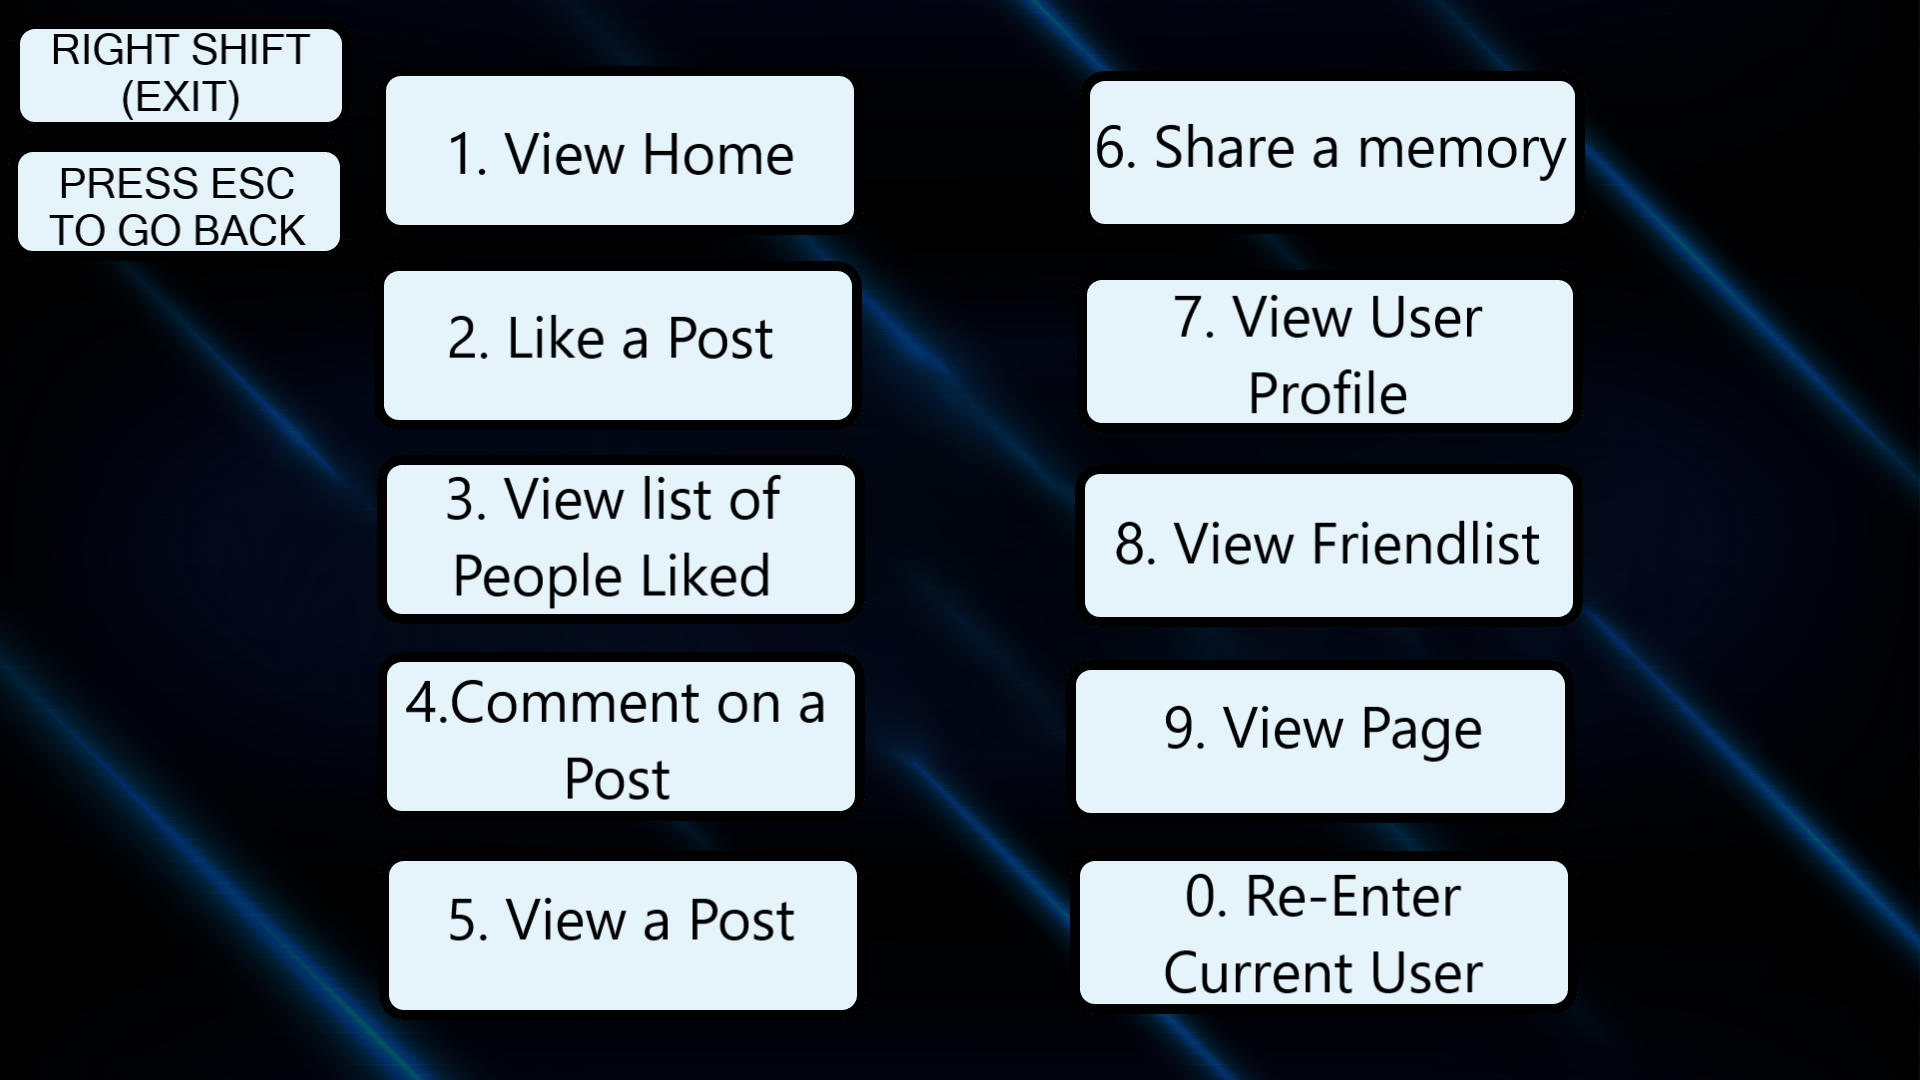 RIGHT SHIFT
(EXIT)
PRESS ESC
TO GO BACK
1. View Home
2. Like a Post
3. View list of
People Liked
4.Comment on a
Post
5. View a Post
6. Share a memory
7. View User
Profile
8. View Friendlist
9. View Page
0. Re-Enter
Current User